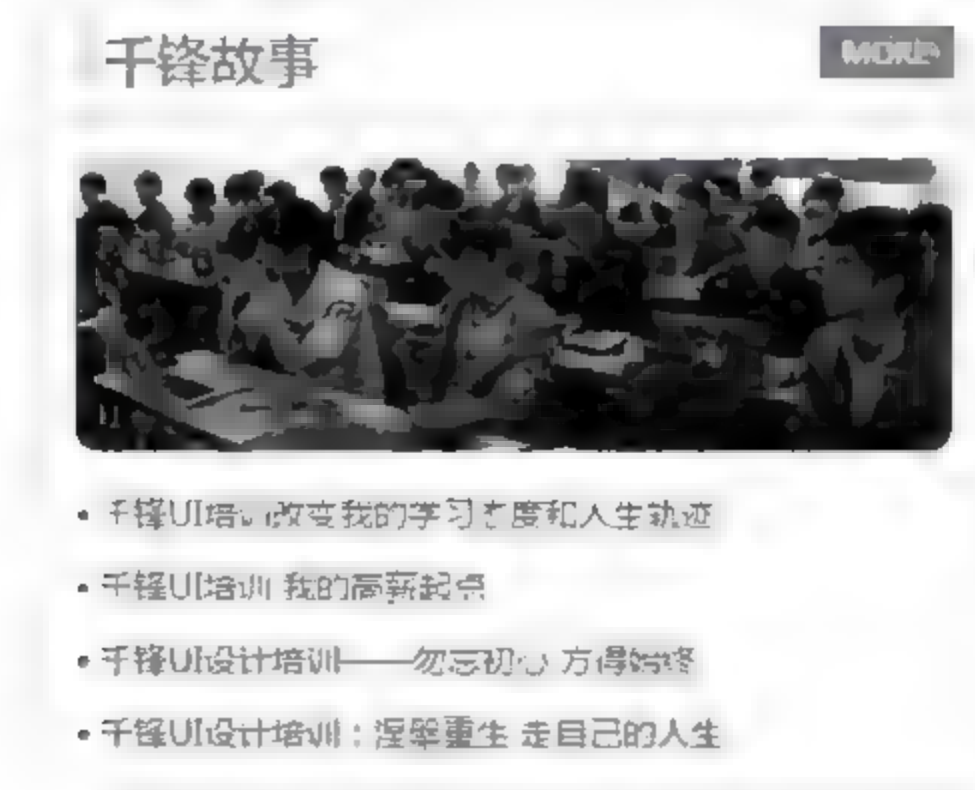 千锋故事
MORE
千锋UI培训改变我的学习态度和人生轨迹
千锋UI培训 我的高薪起点
千锋UI设计培训——勿忘初心 方得始终
千锋UI设计培训：涅槃重生 走自己的人生